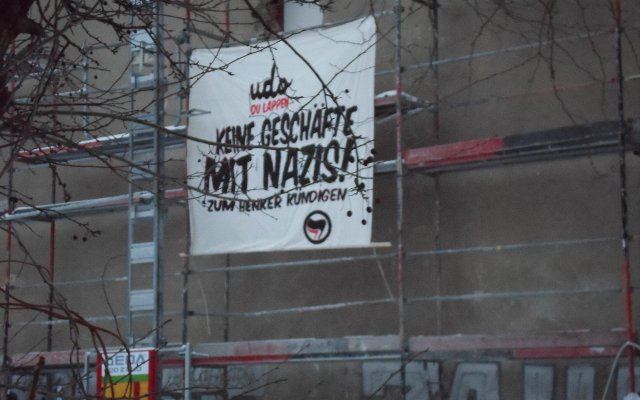 udo
DU LAPPEN
KEINE GESCHÄFTE
MIT NAZIS!
ZUM HENKER KÜNDIGEN